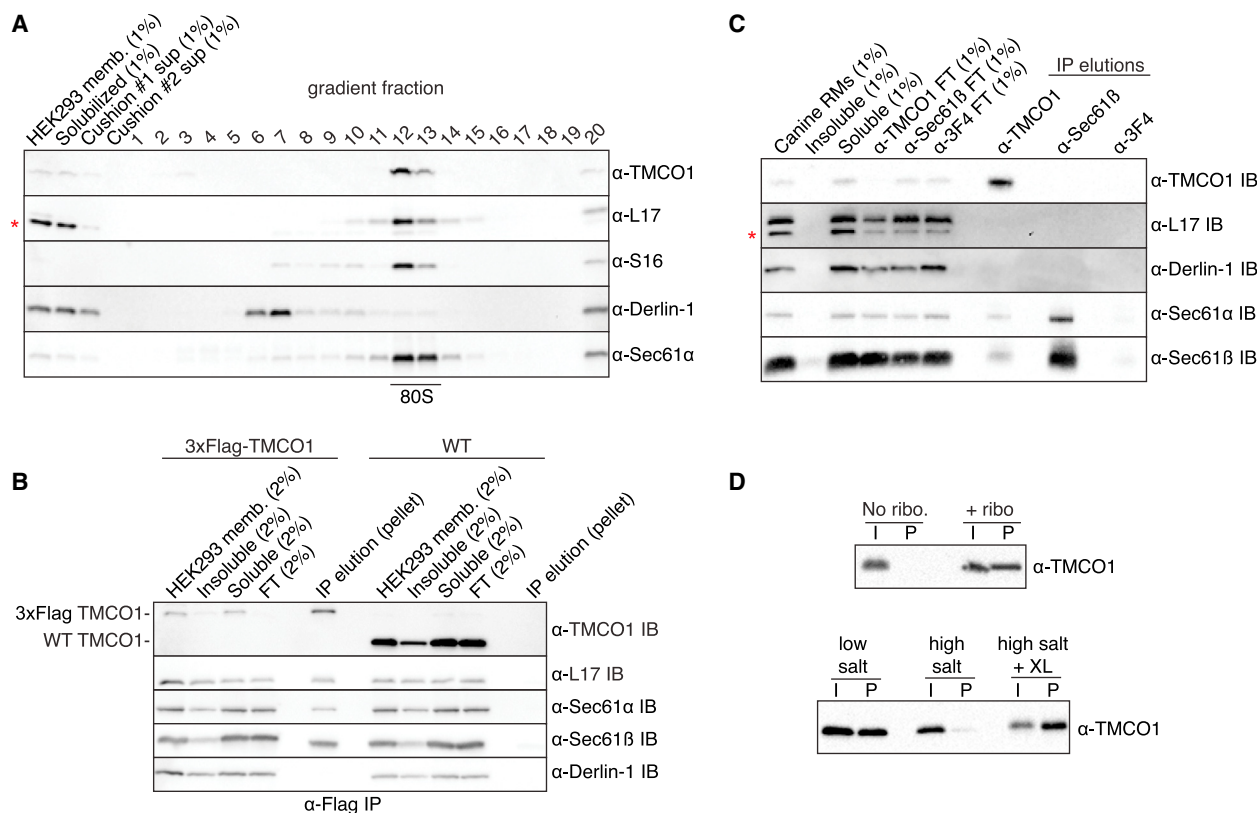 A
HEK293 memb. (1%)
Solubilized (1%)
Cushion #1 sup (1%)
Cushion #2 sup (1%)
gradient fraction
1 2 3 4 5 6 7 8 9 10 11 12 13 14 15 16 17 18 19 20
α-TMCO1
* α-L17
α-S16
α-Derlin-1
α-Sec61α
80S
B
3xFlag-TMCO1 WT
HEK293 memb. (2%)
Insoluble (2%)
Soluble (2%)
FT (2%)
IP elution (pellet)
HEK293 memb. (2%)
Insoluble (2%)
Soluble (2%)
FT (2%)
IP elution (pellet)
3xFlag TMCO1-
WT TMCO1-
α-TMCO1 IB
α-L17 IB
α-Sec61α IB
α-Sec61ß IB
α-Derlin-1 IB
α-Flag IP
C
Canine RMs (1%)
Insoluble (1%)
Soluble (1%)
α-TMCO1 FT (1%)
α-Sec61ß FT (1%)
α-3F4 FT (1%)
IP elutions
α-TMCO1
α-Sec61ß
α-3F4
α-TMCO1 IB
α-L17 IB
*
α-Derlin-1 IB
α-Sec61α IB
α-Sec61ß IB
D
No ribo. + ribo
I P I P
α-TMCO1
low salt high salt high salt + XL
I P I P I P
α-TMCO1